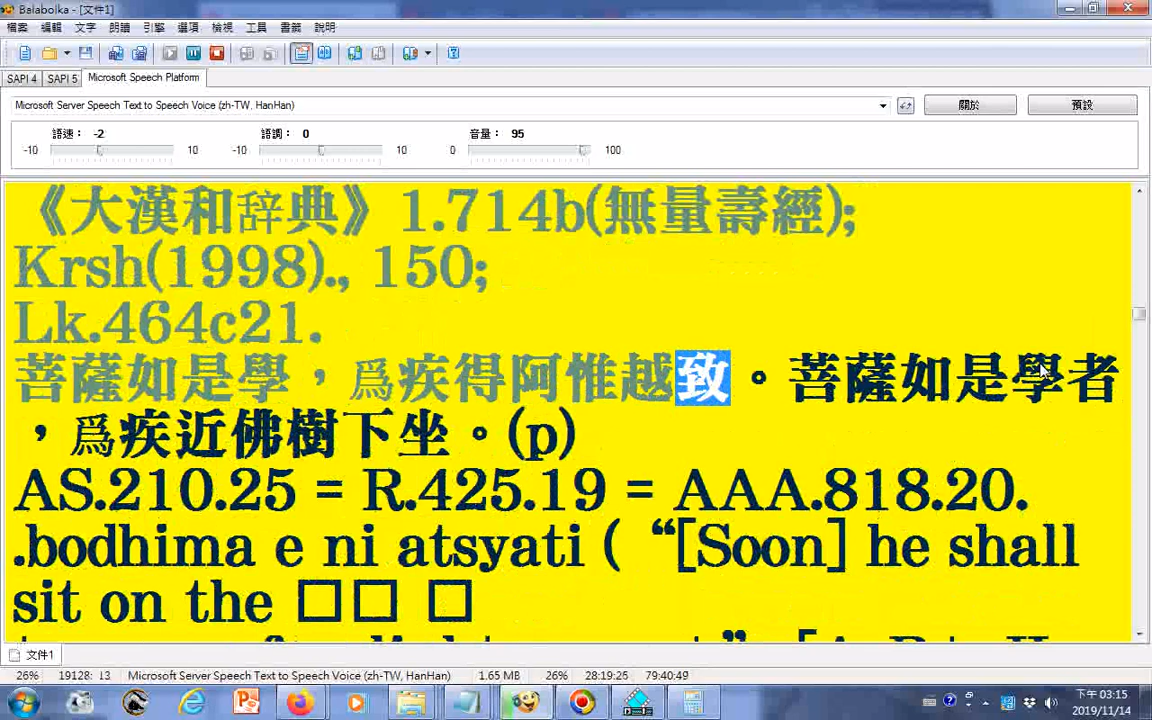 Balabolka - [文件1]
檔案 編輯 文字 朗讀 引擎 選項 檢視 工具 書籤 說明
SAPI 4 SAPI 5 Microsoft Speech Platform
Microsoft Server Speech Text to Speech Voice (zh-TW, HanHan) 關於 預設
語速： -2 語調： 0 音量： 95
-10 10 -10 10 0 100
《大漢和辞典》1.714b(無量壽經);
Krsh(1998)., 150;
Lk.464c21.
菩薩如是學，爲疾得阿惟越致。菩薩如是學者
，爲疾近佛樹下坐。(p)
AS.210.25 = R.425.19 = AAA.818.20.
.bodhima e ni atsyati ( “[Soon] he shall
sit on the □□ □
文件1
26% 19128: 13 Microsoft Server Speech Text to Speech Voice (zh-TW, HanHan) 1.65 MB 26% 28:19:25 79:40:49
下午 03:15
2019/11/14